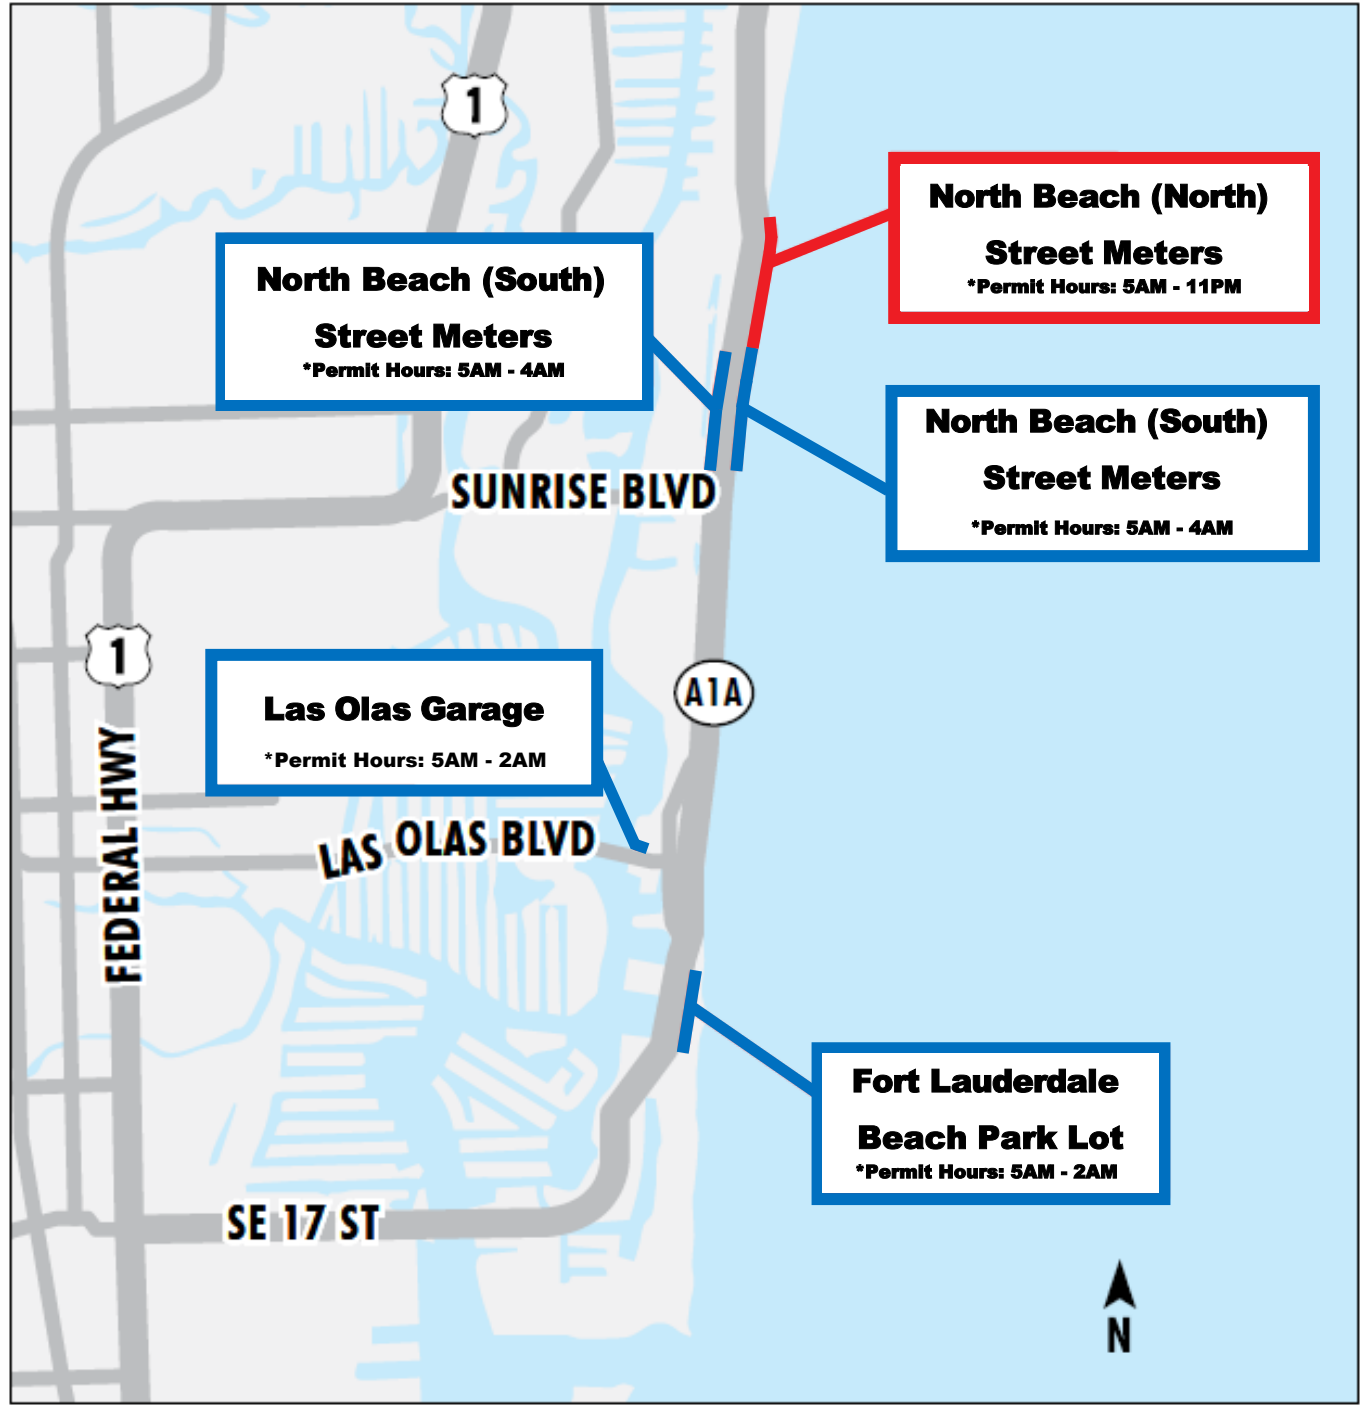 1
North Beach (North)
Street Meters
*Permit Hours: 5AM - 11PM
North Beach (South)
Street Meters
*Permit Hours: 5AM - 4AM
North Beach (South)
Street Meters
*Permit Hours: 5AM - 4AM
SUNRISE BLVD
1
A1A
Las Olas Garage
*Permit Hours: 5AM - 2AM
FEDERAL HWY
LAS OLAS BLVD
Fort Lauderdale
Beach Park Lot
*Permit Hours: 5AM - 2AM
SE 17 ST
N